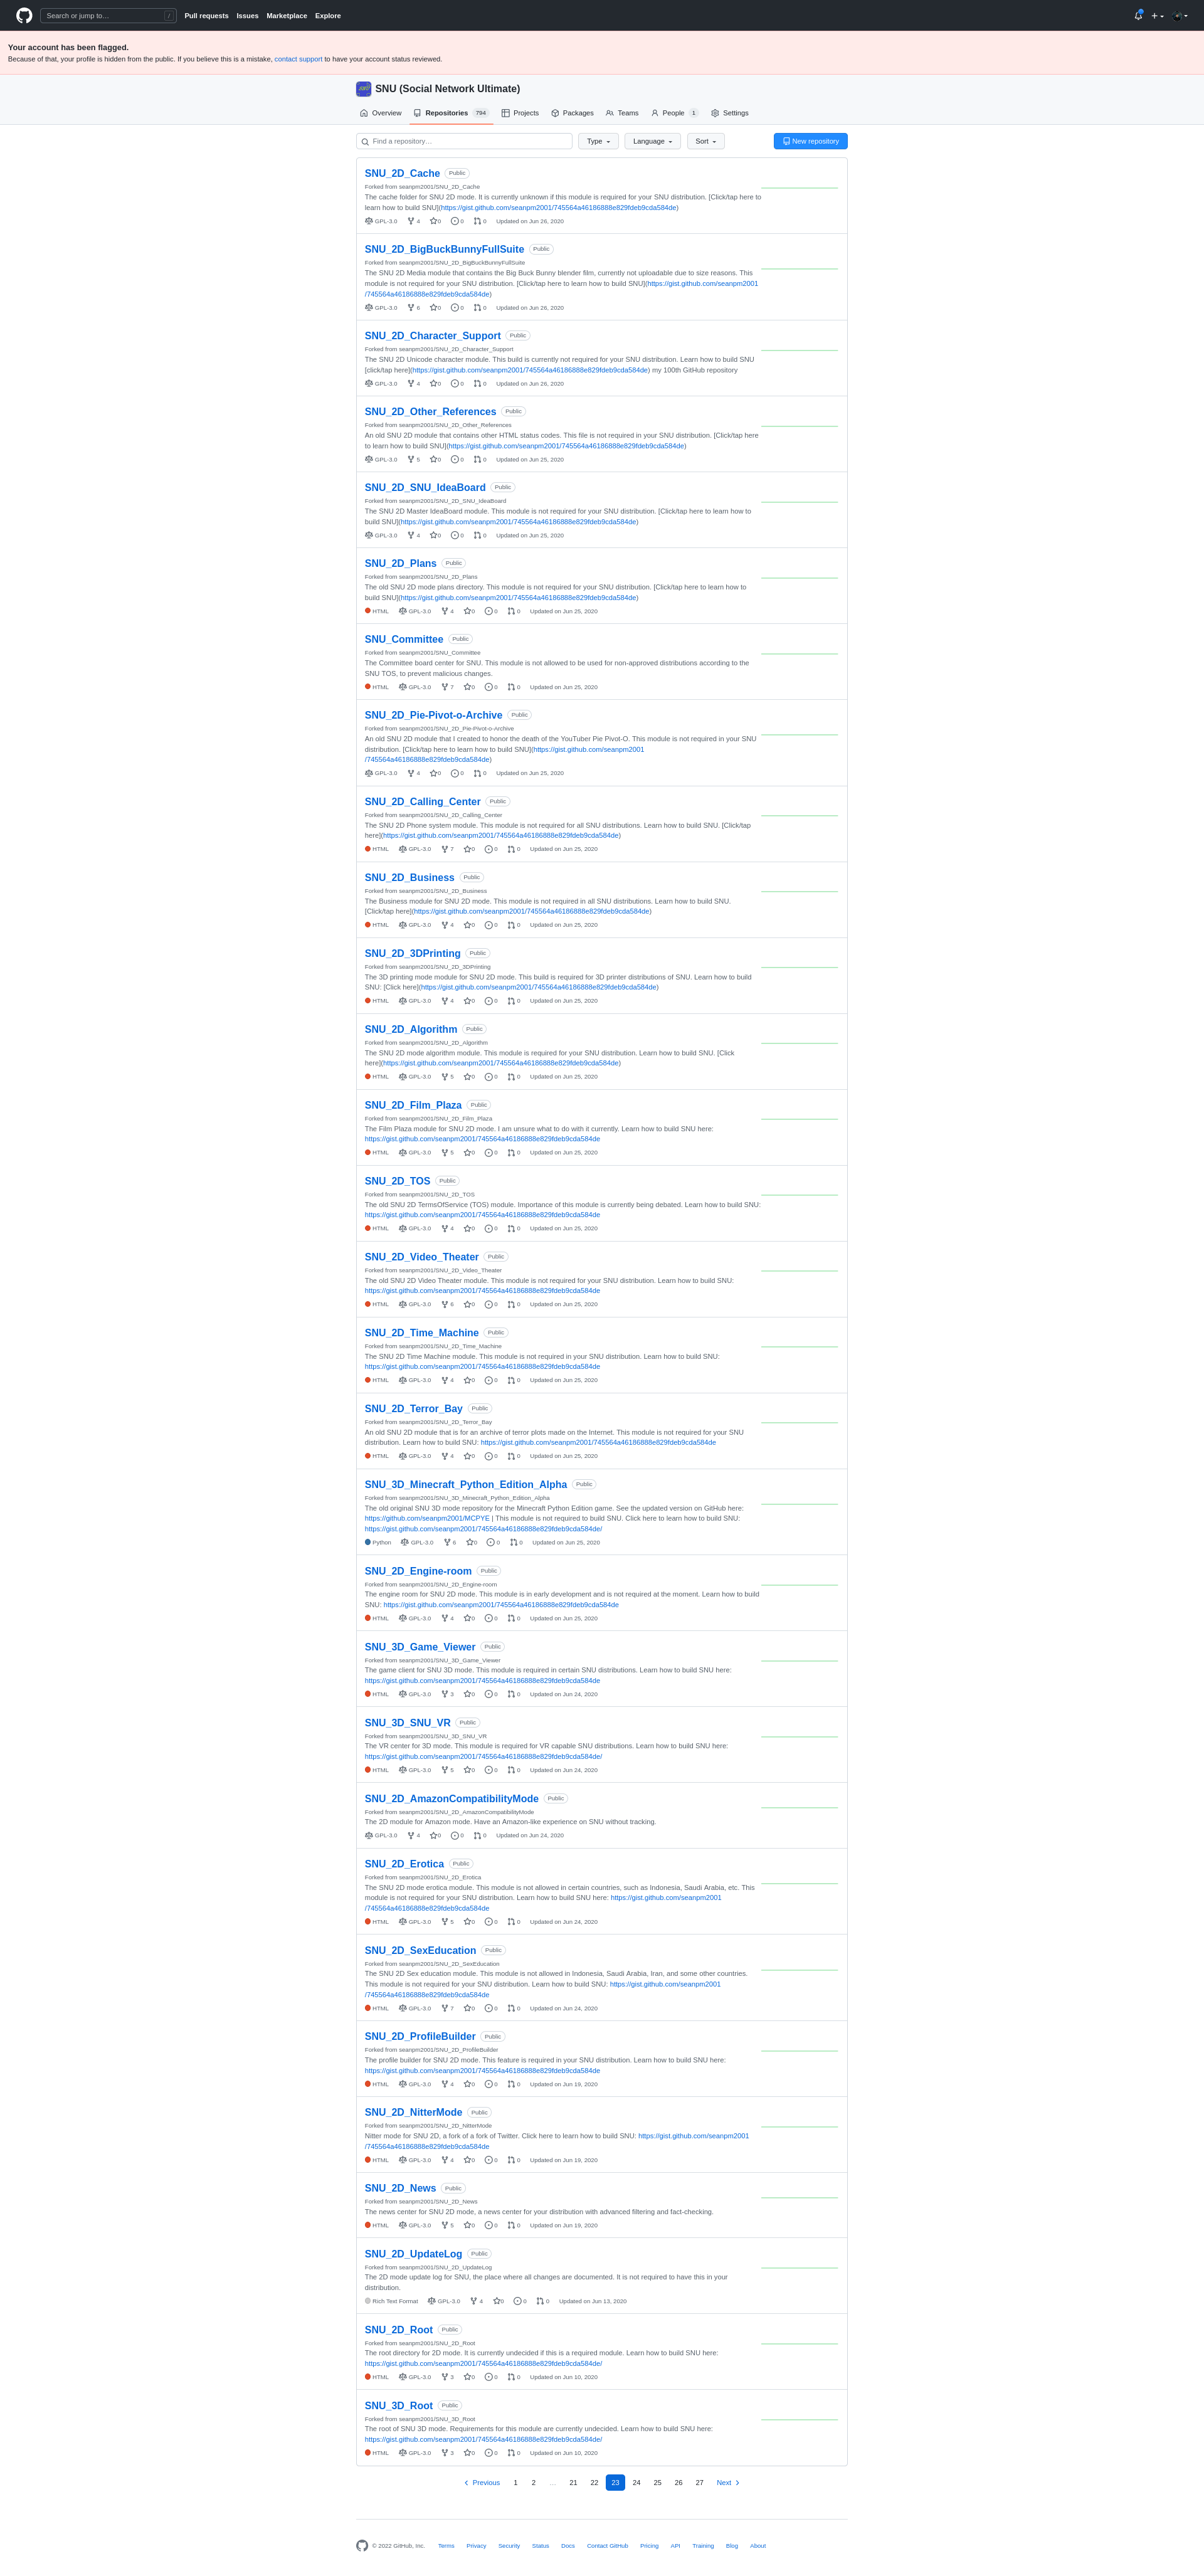 Search or jump to… /
Pull requests Issues Marketplace Explore
Your account has been flagged.
Because of that, your profile is hidden from the public. If you believe this is a mistake, contact support to have your account status reviewed.
SNU (Social Network Ultimate)
Overview Repositories 794 Projects Packages Teams People 1 Settings
Find a repository… Type Language Sort New repository
SNU_2D_Cache Public
Forked from seanpm2001/SNU_2D_Cache
The cache folder for SNU 2D mode. It is currently unknown if this module is required for your SNU distribution. [Click/tap here to
learn how to build SNU](https://gist.github.com/seanpm2001/745564a46186888e829fdeb9cda584de)
GPL-3.0 4 0 0 0 Updated on Jun 26, 2020
SNU_2D_BigBuckBunnyFullSuite Public
Forked from seanpm2001/SNU_2D_BigBuckBunnyFullSuite
The SNU 2D Media module that contains the Big Buck Bunny blender film, currently not uploadable due to size reasons. This
module is not required for your SNU distribution. [Click/tap here to learn how to build SNU](https://gist.github.com/seanpm2001
/745564a46186888e829fdeb9cda584de)
GPL-3.0 6 0 0 0 Updated on Jun 26, 2020
SNU_2D_Character_Support Public
Forked from seanpm2001/SNU_2D_Character_Support
The SNU 2D Unicode character module. This build is currently not required for your SNU distribution. Learn how to build SNU
[click/tap here](https://gist.github.com/seanpm2001/745564a46186888e829fdeb9cda584de) my 100th GitHub repository
GPL-3.0 4 0 0 0 Updated on Jun 26, 2020
SNU_2D_Other_References Public
Forked from seanpm2001/SNU_2D_Other_References
An old SNU 2D module that contains other HTML status codes. This file is not required in your SNU distribution. [Click/tap here
to learn how to build SNU](https://gist.github.com/seanpm2001/745564a46186888e829fdeb9cda584de)
GPL-3.0 5 0 0 0 Updated on Jun 25, 2020
SNU_2D_SNU_IdeaBoard Public
Forked from seanpm2001/SNU_2D_SNU_IdeaBoard
The SNU 2D Master IdeaBoard module. This module is not required for your SNU distribution. [Click/tap here to learn how to
build SNU](https://gist.github.com/seanpm2001/745564a46186888e829fdeb9cda584de)
GPL-3.0 4 0 0 0 Updated on Jun 25, 2020
SNU_2D_Plans Public
Forked from seanpm2001/SNU_2D_Plans
The old SNU 2D mode plans directory. This module is not required for your SNU distribution. [Click/tap here to learn how to
build SNU](https://gist.github.com/seanpm2001/745564a46186888e829fdeb9cda584de)
HTML GPL-3.0 4 0 0 0 Updated on Jun 25, 2020
SNU_Committee Public
Forked from seanpm2001/SNU_Committee
The Committee board center for SNU. This module is not allowed to be used for non-approved distributions according to the
SNU TOS, to prevent malicious changes.
HTML GPL-3.0 7 0 0 0 Updated on Jun 25, 2020
SNU_2D_Pie-Pivot-o-Archive Public
Forked from seanpm2001/SNU_2D_Pie-Pivot-o-Archive
An old SNU 2D module that I created to honor the death of the YouTuber Pie Pivot-O. This module is not required in your SNU
distribution. [Click/tap here to learn how to build SNU](https://gist.github.com/seanpm2001
/745564a46186888e829fdeb9cda584de)
GPL-3.0 4 0 0 0 Updated on Jun 25, 2020
SNU_2D_Calling_Center Public
Forked from seanpm2001/SNU_2D_Calling_Center
The SNU 2D Phone system module. This module is not required for all SNU distributions. Learn how to build SNU. [Click/tap
here](https://gist.github.com/seanpm2001/745564a46186888e829fdeb9cda584de)
HTML GPL-3.0 7 0 0 0 Updated on Jun 25, 2020
SNU_2D_Business Public
Forked from seanpm2001/SNU_2D_Business
The Business module for SNU 2D mode. This module is not required in all SNU distributions. Learn how to build SNU.
[Click/tap here](https://gist.github.com/seanpm2001/745564a46186888e829fdeb9cda584de)
HTML GPL-3.0 4 0 0 0 Updated on Jun 25, 2020
SNU_2D_3DPrinting Public
Forked from seanpm2001/SNU_2D_3DPrinting
The 3D printing mode module for SNU 2D mode. This build is required for 3D printer distributions of SNU. Learn how to build
SNU: [Click here](https://gist.github.com/seanpm2001/745564a46186888e829fdeb9cda584de)
HTML GPL-3.0 4 0 0 0 Updated on Jun 25, 2020
SNU_2D_Algorithm Public
Forked from seanpm2001/SNU_2D_Algorithm
The SNU 2D mode algorithm module. This module is required for your SNU distribution. Learn how to build SNU. [Click
here](https://gist.github.com/seanpm2001/745564a46186888e829fdeb9cda584de)
HTML GPL-3.0 5 0 0 0 Updated on Jun 25, 2020
SNU_2D_Film_Plaza Public
Forked from seanpm2001/SNU_2D_Film_Plaza
The Film Plaza module for SNU 2D mode. I am unsure what to do with it currently. Learn how to build SNU here:
https://gist.github.com/seanpm2001/745564a46186888e829fdeb9cda584de
HTML GPL-3.0 5 0 0 0 Updated on Jun 25, 2020
SNU_2D_TOS Public
Forked from seanpm2001/SNU_2D_TOS
The old SNU 2D TermsOfService (TOS) module. Importance of this module is currently being debated. Learn how to build SNU:
https://gist.github.com/seanpm2001/745564a46186888e829fdeb9cda584de
HTML GPL-3.0 4 0 0 0 Updated on Jun 25, 2020
SNU_2D_Video_Theater Public
Forked from seanpm2001/SNU_2D_Video_Theater
The old SNU 2D Video Theater module. This module is not required for your SNU distribution. Learn how to build SNU:
https://gist.github.com/seanpm2001/745564a46186888e829fdeb9cda584de
HTML GPL-3.0 8 0 0 0 Updated on Jun 25, 2020
SNU_2D_Time_Machine Public
Forked from seanpm2001/SNU_2D_Time_Machine
The SNU 2D Time Machine module. This module is not required in your SNU distribution. Learn how to build SNU:
https://gist.github.com/seanpm2001/745564a46186888e829fdeb9cda584de
HTML GPL-3.0 4 0 0 0 Updated on Jun 25, 2020
SNU_2D_Terror_Bay Public
Forked from seanpm2001/SNU_2D_Terror_Bay
An old SNU 2D module that is for an archive of terror plots made on the Internet. This module is not required for your SNU
distribution. Learn how to build SNU: https://gist.github.com/seanpm2001/745564a46186888e829fdeb9cda584de
HTML GPL-3.0 4 0 0 0 Updated on Jun 25, 2020
SNU_3D_Minecraft_Python_Edition_Alpha Public
Forked from seanpm2001/SNU_3D_Minecraft_Python_Edition_Alpha
The old original SNU 3D mode repository for the Minecraft Python Edition game. See the updated version on GitHub here:
https://github.com/seanpm2001/MCPYE | This module is not required to build SNU. Click here to learn how to build SNU:
https://gist.github.com/seanpm2001/745564a46186888e829fdeb9cda584de/
Python GPL-3.0 6 0 0 0 Updated on Jun 25, 2020
SNU_2D_Engine-room Public
Forked from seanpm2001/SNU_2D_Engine-room
The engine room for SNU 2D mode, This module is in early development and is not required at the moment. Learn how to build
SNU: https://gist.github.com/seanpm2001/745564a46186888e829fdeb9cda584de
HTML GPL-3.0 4 0 0 0 Updated on Jun 25, 2020
SNU_3D_Game_Viewer Public
Forked from seanpm2001/SNU_3D_Game_Viewer
The game client for SNU 3D mode. This module is required in certain SNU distributions. Learn how to build SNU here:
https://gist.github.com/seanpm2001/745564a46186888e829fdeb9cda584de
HTML GPL-3.0 3 0 0 0 Updated on Jun 24, 2020
SNU_3D_SNU_VR Public
Forked from seanpm2001/SNU_3D_SNU_VR
The VR center for 3D mode. This module is required for VR capable SNU distributions. Learn how to build SNU here:
https://gist.github.com/seanpm2001/745564a46186888e829fdeb9cda584de/
HTML GPL-3.0 5 0 0 0 Updated on Jun 24, 2020
SNU_2D_AmazonCompatibilityMode Public
Forked from seanpm2001/SNU_2D_AmazonCompatibilityMode
The 2D module for Amazon mode. Have an Amazon-like experience on SNU without tracking.
GPL-3.0 4 0 0 0 Updated on Jun 24, 2020
SNU_2D_Erotica Public
Forked from seanpm2001/SNU_2D_Erotica
The SNU 2D mode erotica module. This module is not allowed in certain countries, such as Indonesia, Saudi Arabia, etc. This
module is not required for your SNU distribution. Learn how to build SNU here: https://gist.github.com/seanpm2001
/745564a46186888e829fdeb9cda584de
HTML GPL-3.0 5 0 0 0 Updated on Jun 24, 2020
SNU_2D_SexEducation Public
Forked from seanpm2001/SNU_2D_SexEducation
The SNU 2D Sex education module. This module is not allowed in Indonesia, Saudi Arabia, Iran, and some other countries.
This module is not required for your SNU distribution. Learn how to build SNU: https://gist.github.com/seanpm2001
/745564a46186888e829fdeb9cda584de
HTML GPL-3.0 7 0 0 0 Updated on Jun 24, 2020
SNU_2D_ProfileBuilder Public
Forked from seanpm2001/SNU_2D_ProfileBuilder
The profile builder for SNU 2D mode. This feature is required in your SNU distribution. Learn how to build SNU here:
https://gist.github.com/seanpm2001/745564a46186888e829fdeb9cda584de
HTML GPL-3.0 4 0 0 0 Updated on Jun 19, 2020
SNU_2D_NitterMode Public
Forked from seanpm2001/SNU_2D_NitterMode
Nitter mode for SNU 2D, a fork of a fork of Twitter. Click here to learn how to build SNU: https://gist.github.com/seanpm2001
/745564a46186888e829fdeb9cda584de
HTML GPL-3.0 4 0 0 0 Updated on Jun 19, 2020
SNU_2D_News Public
Forked from seanpm2001/SNU_2D_News
The news center for SNU 2D mode, a news center for your distribution with advanced filtering and fact-checking.
HTML GPL-3.0 5 0 0 0 Updated on Jun 19, 2020
SNU_2D_UpdateLog Public
Forked from seanpm2001/SNU_2D_UpdateLog
The 2D mode update log for SNU, the place where all changes are documented. It is not required to have this in your
distribution.
Rich Text Format GPL-3.0 4 0 0 0 Updated on Jun 13, 2020
SNU_2D_Root Public
Forked from seanpm2001/SNU_2D_Root
The root directory for 2D mode. It is currently undecided if this is a required module. Learn how to build SNU here:
https://gist.github.com/seanpm2001/745564a46186888e829fdeb9cda584de/
HTML GPL-3.0 3 0 0 0 Updated on Jun 10, 2020
SNU_3D_Root Public
Forked from seanpm2001/SNU_3D_Root
The root of SNU 3D mode. Requirements for this module are currently undecided. Learn how to build SNU here:
https://gist.github.com/seanpm2001/745564a46186888e829fdeb9cda584de/
HTML GPL-3.0 3 0 0 0 Updated on Jun 10, 2020
Previous 1 2 … 21 22 23 24 25 26 27 Next
© 2022 GitHub, Inc. Terms Privacy Security Status Docs Contact GitHub Pricing API Training Blog About